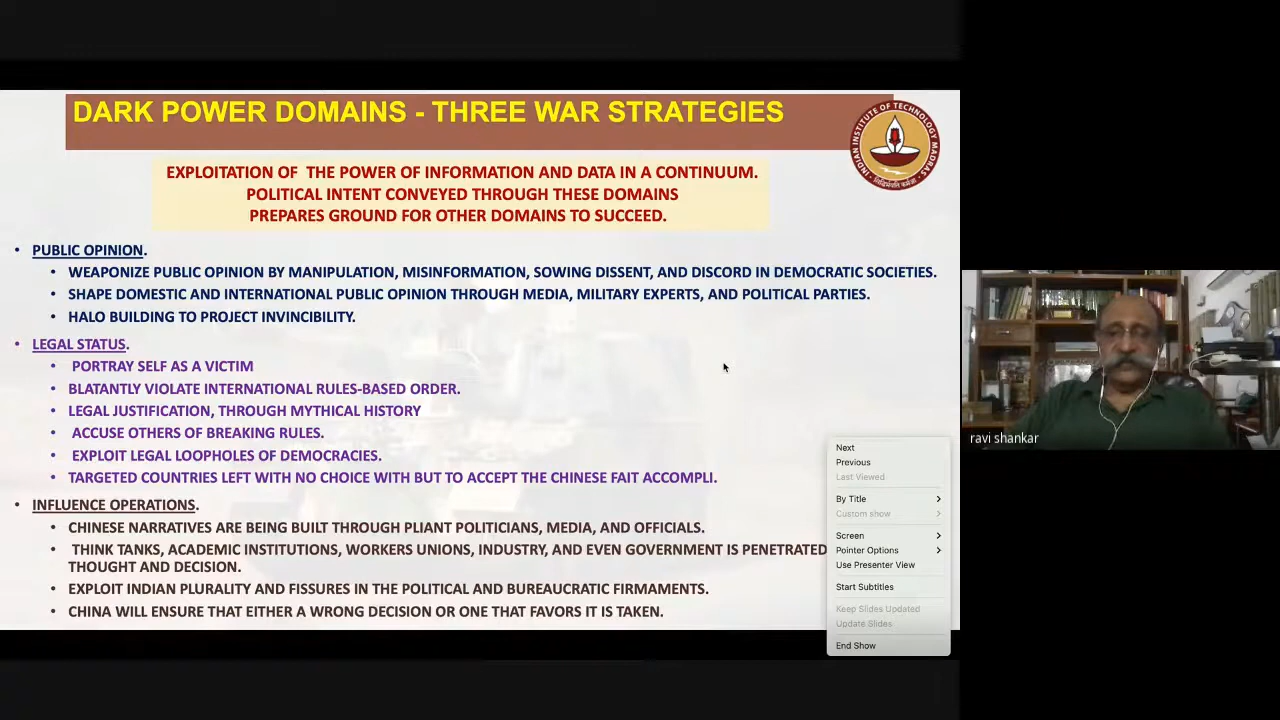 DARK POWER DOMAINS - THREE WAR STRATEGIES
INDIAN INSTITUTE OF TECHNOLOGY MADRAS
EXPLOITATION OF THE POWER OF INFORMATION AND DATA IN A CONTINUUM.
POLITICAL INTENT CONVEYED THROUGH THESE DOMAINS
PREPARES GROUND FOR OTHER DOMAINS TO SUCCEED.
• PUBLIC OPINION.
• WEAPONIZE PUBLIC OPINION BY MANIPULATION, MISINFORMATION, SOWING DISSENT, AND DISCORD IN DEMOCRATIC SOCIETIES.
• SHAPE DOMESTIC AND INTERNATIONAL PUBLIC OPINION THROUGH MEDIA, MILITARY EXPERTS, AND POLITICAL PARTIES.
• HALO BUILDING TO PROJECT INVINCIBILITY.
• LEGAL STATUS.
• PORTRAY SELF AS A VICTIM
• BLATANTLY VIOLATE INTERNATIONAL RULES-BASED ORDER.
• LEGAL JUSTIFICATION, THROUGH MYTHICAL HISTORY
• ACCUSE OTHERS OF BREAKING RULES.
• EXPLOIT LEGAL LOOPHOLES OF DEMOCRACIES.
• TARGETED COUNTRIES LEFT WITH NO CHOICE WITH BUT TO ACCEPT THE CHINESE FAIT ACCOMPLI.
• INFLUENCE OPERATIONS.
• CHINESE NARRATIVES ARE BEING BUILT THROUGH PLIANT POLITICIANS, MEDIA, AND OFFICIALS.
• THINK TANKS, ACADEMIC INSTITUTIONS, WORKERS UNIONS, INDUSTRY, AND EVEN GOVERNMENT IS PENETRATED
THOUGHT AND DECISION.
• EXPLOIT INDIAN PLURALITY AND FISSURES IN THE POLITICAL AND BUREAUCRATIC FIRMAMENTS.
• CHINA WILL ENSURE THAT EITHER A WRONG DECISION OR ONE THAT FAVORS IT IS TAKEN.
Next
Previous
Last Viewed
By Title
Custom show
Screen
Pointer Options
Use Presenter View
Start Subtitles
Keep Slides Updated
Update Slides
End Show
ravi shankar